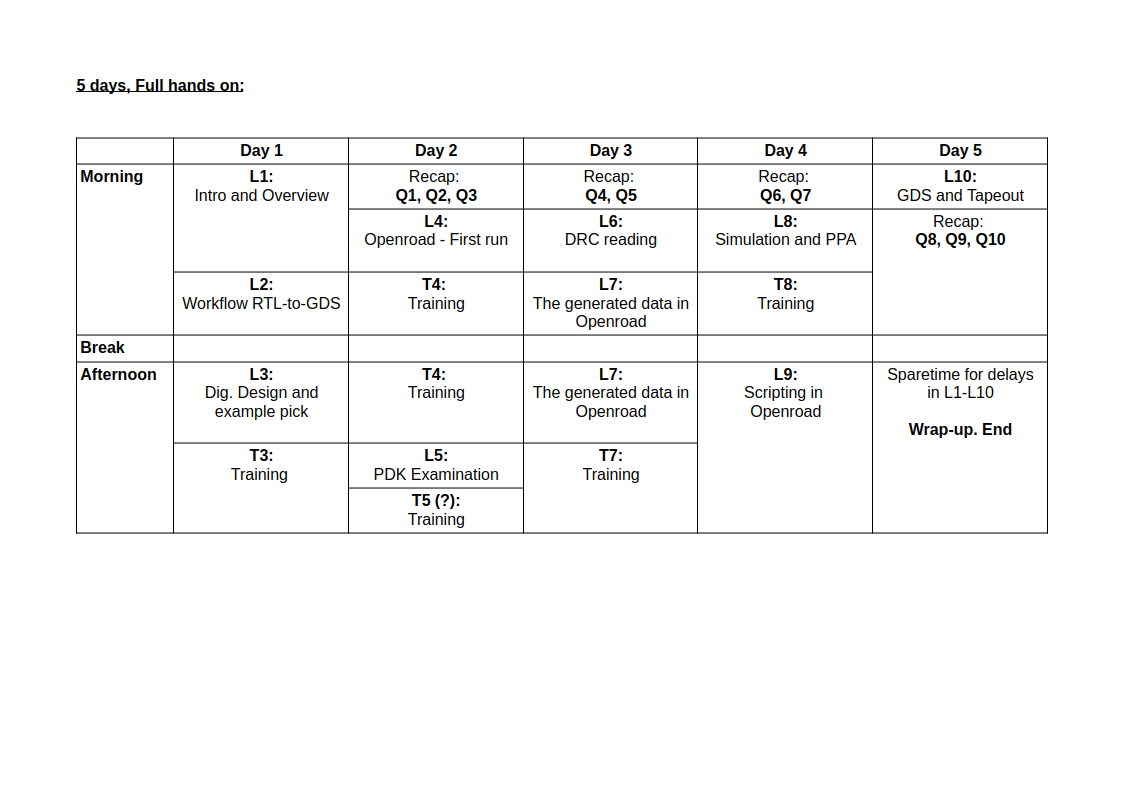 5 days, Full hands on:
Day 1 Day 2 Day 3 Day 4 Day 5
Morning
L1:
Intro and Overview
Recap:
Q1, Q2, Q3
Recap:
Q4, Q5
Recap:
Q6, Q7
L10:
GDS and Tapeout
L4:
Openroad - First run
L6:
DRC reading
L8:
Simulation and PPA
Recap:
Q8, Q9, Q10
L2:
Workflow RTL-to-GDS
T4:
Training
L7:
The generated data in
Openroad
T8:
Training
Break
Afternoon
L3:
Dig. Design and
example pick
T4:
Training
L7:
The generated data in
Openroad
L9:
Scripting in
Openroad
Sparetime for delays
in L1-L10
Wrap-up. End
T3:
Training
L5:
PDK Examination
T7:
Training
T5 (?):
Training